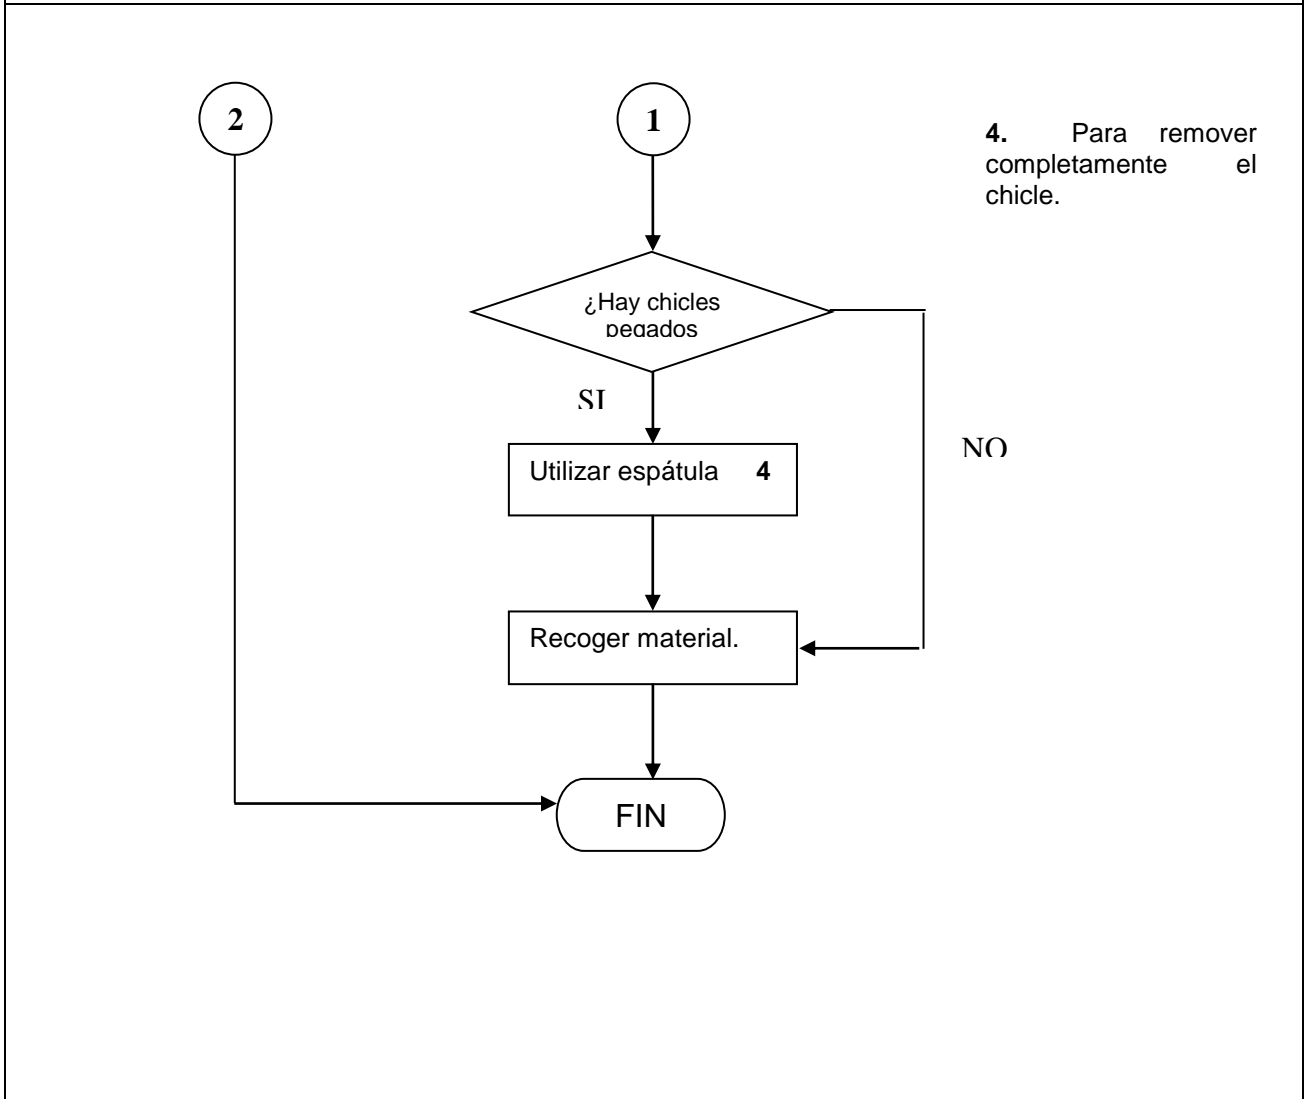 2
1
4. Para remover
completamente el
chicle.
¿Hay chicles
pegados
SI
NO
Utilizar espátula 4
Recoger material.
FIN